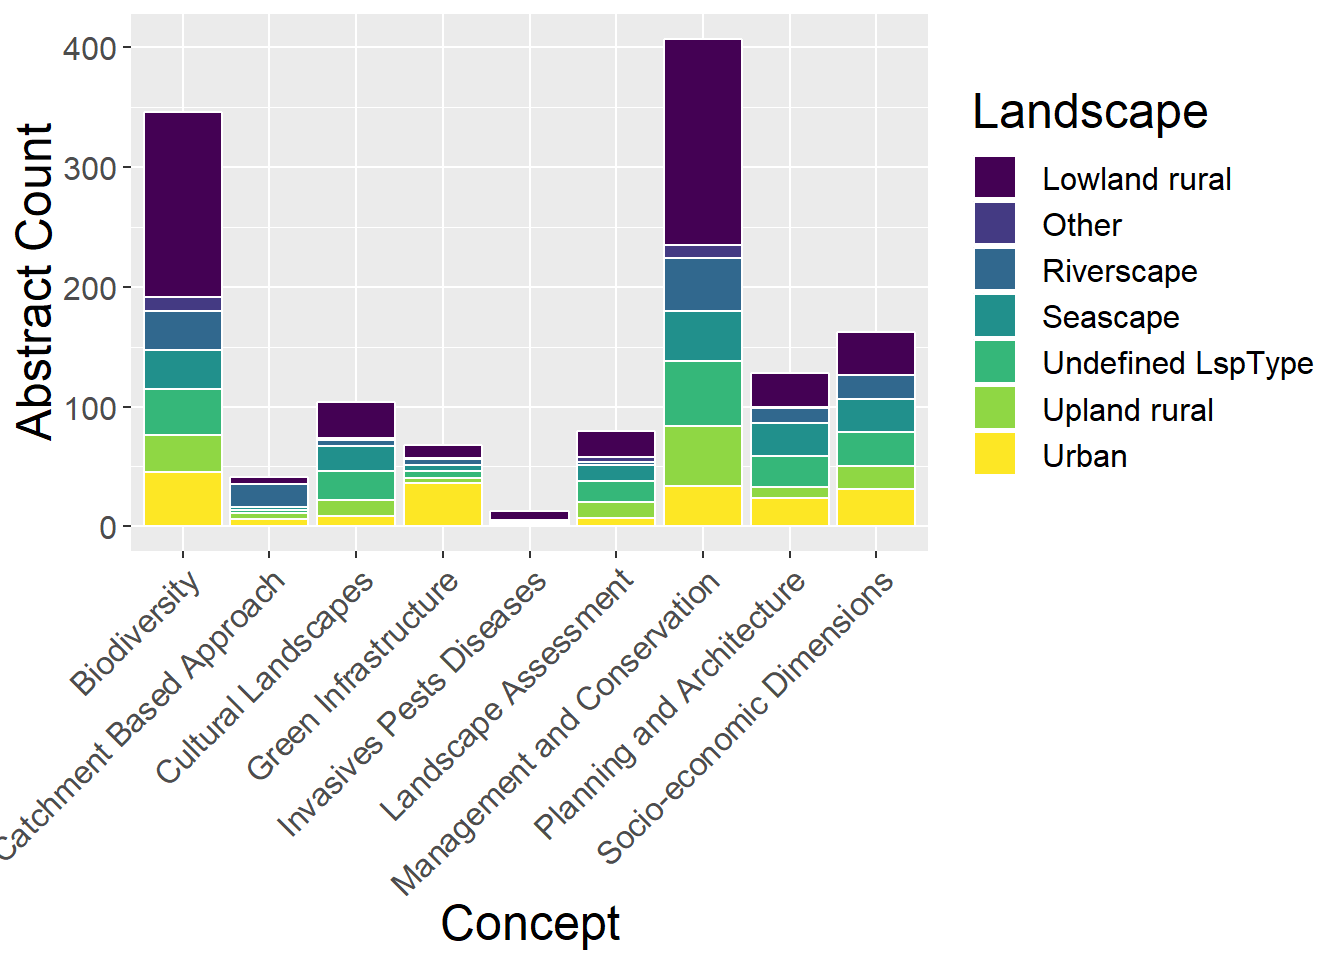 Abstract Count
400
300
200
100
0
Biodiversity
Catchment Based Approach
Cultural Landscapes
Green Infrastructure
Invasives Pests Diseases
Landscape Assessment
Management and Conservation
Planning and Architecture
Socio-economic Dimensions
Concept
Landscape
Lowland rural
Other
Riverscape
Seascape
Undefined LspType
Upland rural
Urban